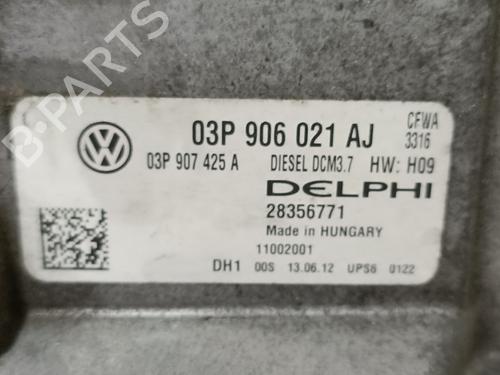 03P 906 021 AJ
CFWA
3316
03P 907 425 A DIESEL DCM3.7 HW: H09
DELPHI
28356771
Made in HUNGARY
11002001
DH1 00S 13.06.12 UPS6 0122
B-PARTS